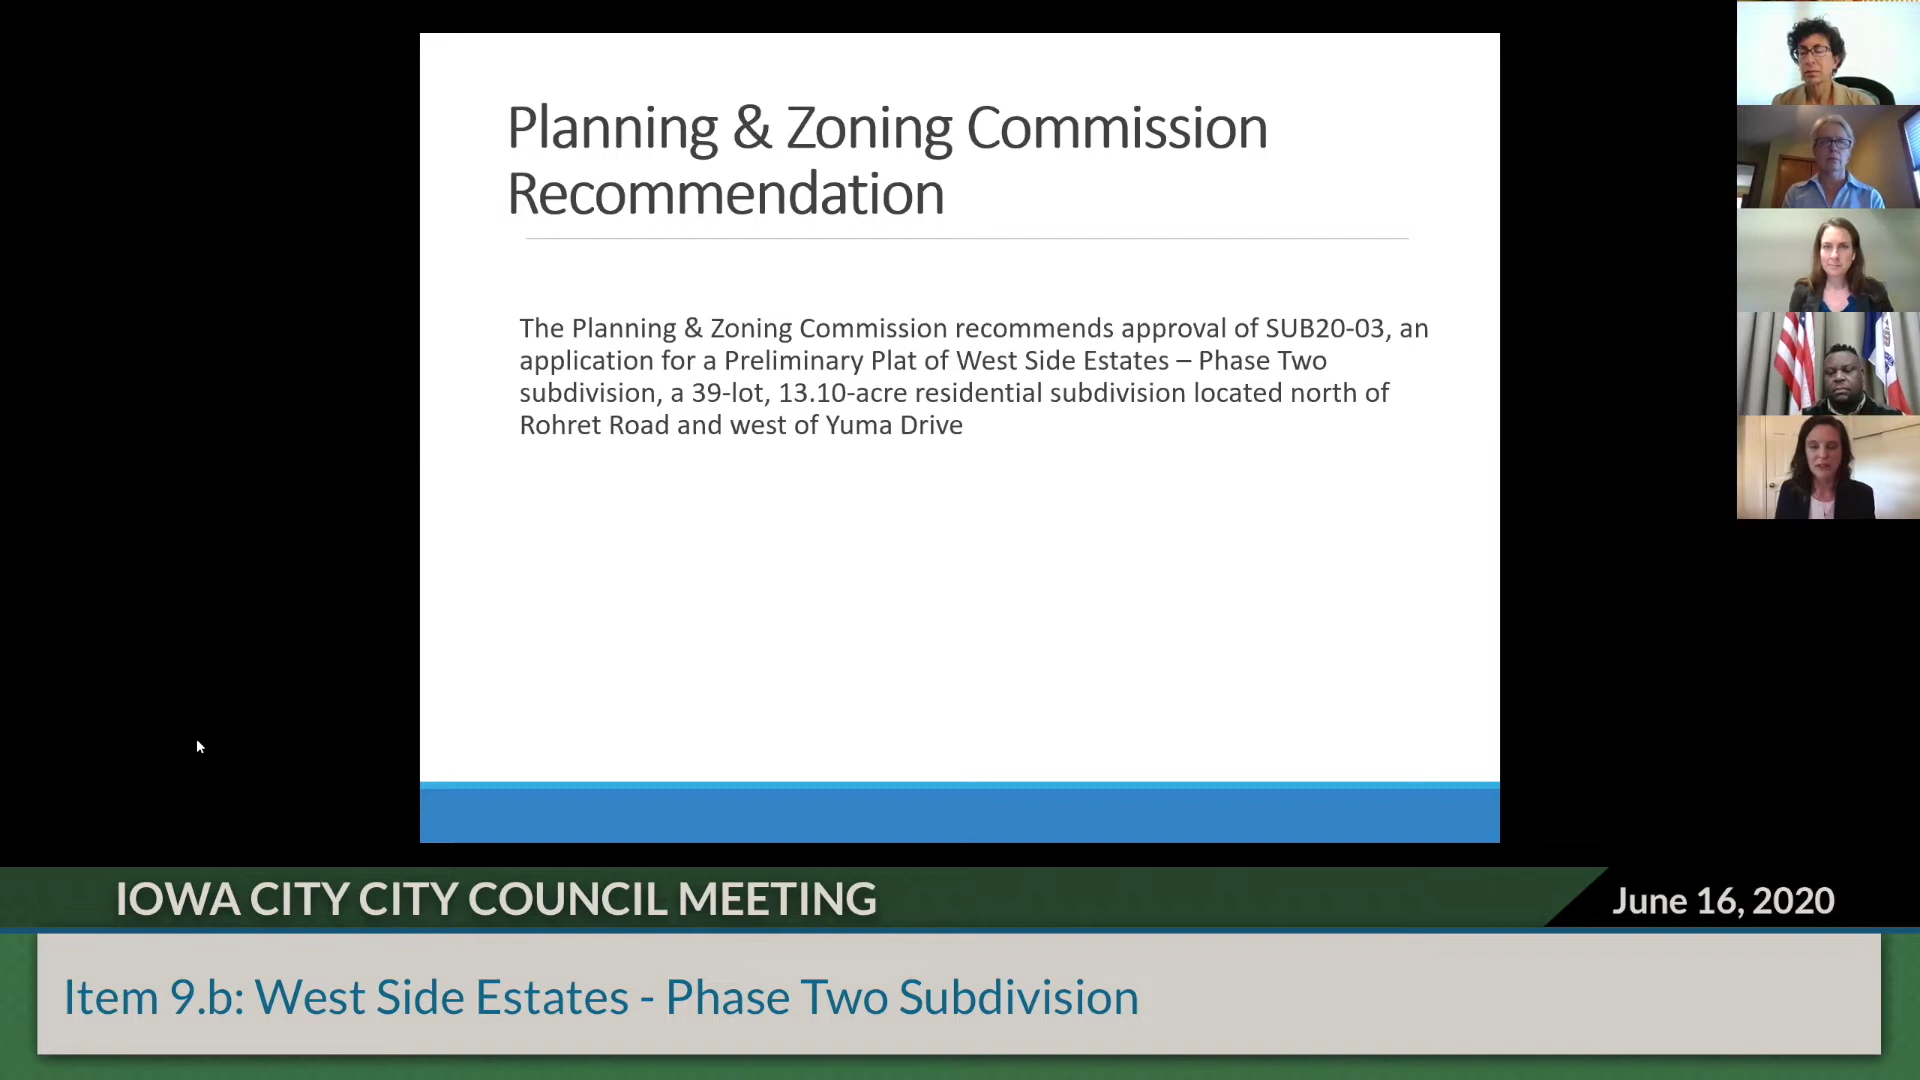 Planning & Zoning Commission
Recommendation
The Planning & Zoning Commission recommends approval of SUB20-03, an
application for a Preliminary Plat of West Side Estates – Phase Two
subdivision, a 39-lot, 13.10-acre residential subdivision located north of
Rohret Road and west of Yuma Drive
IOWA CITY CITY COUNCIL MEETING
June 16, 2020
Item 9.b: West Side Estates - Phase Two Subdivision